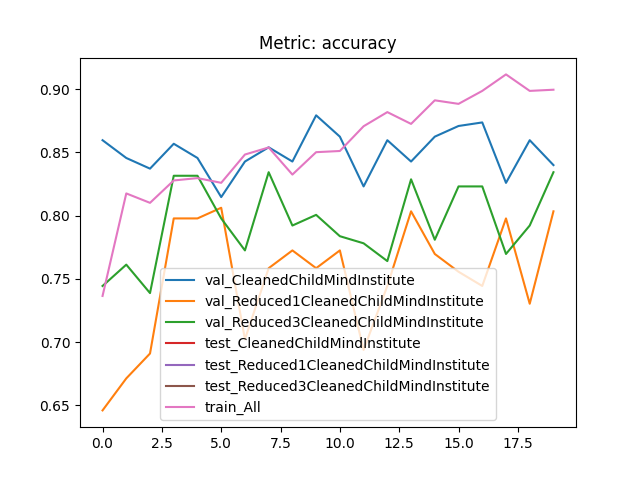 Metric: accuracy
0.90
0.85
0.80
0.75
0.70
0.65
val_CleanedChildMindInstitute
val_Reduced1CleanedChildMindInstitute
val_Reduced3CleanedChildMindInstitute
test_CleanedChildMindInstitute
test_Reduced1CleanedChildMindInstitute
test_Reduced3CleanedChildMindInstitute
train_All
0.0 2.5 5.0 7.5 10.0 12.5 15.0 17.5